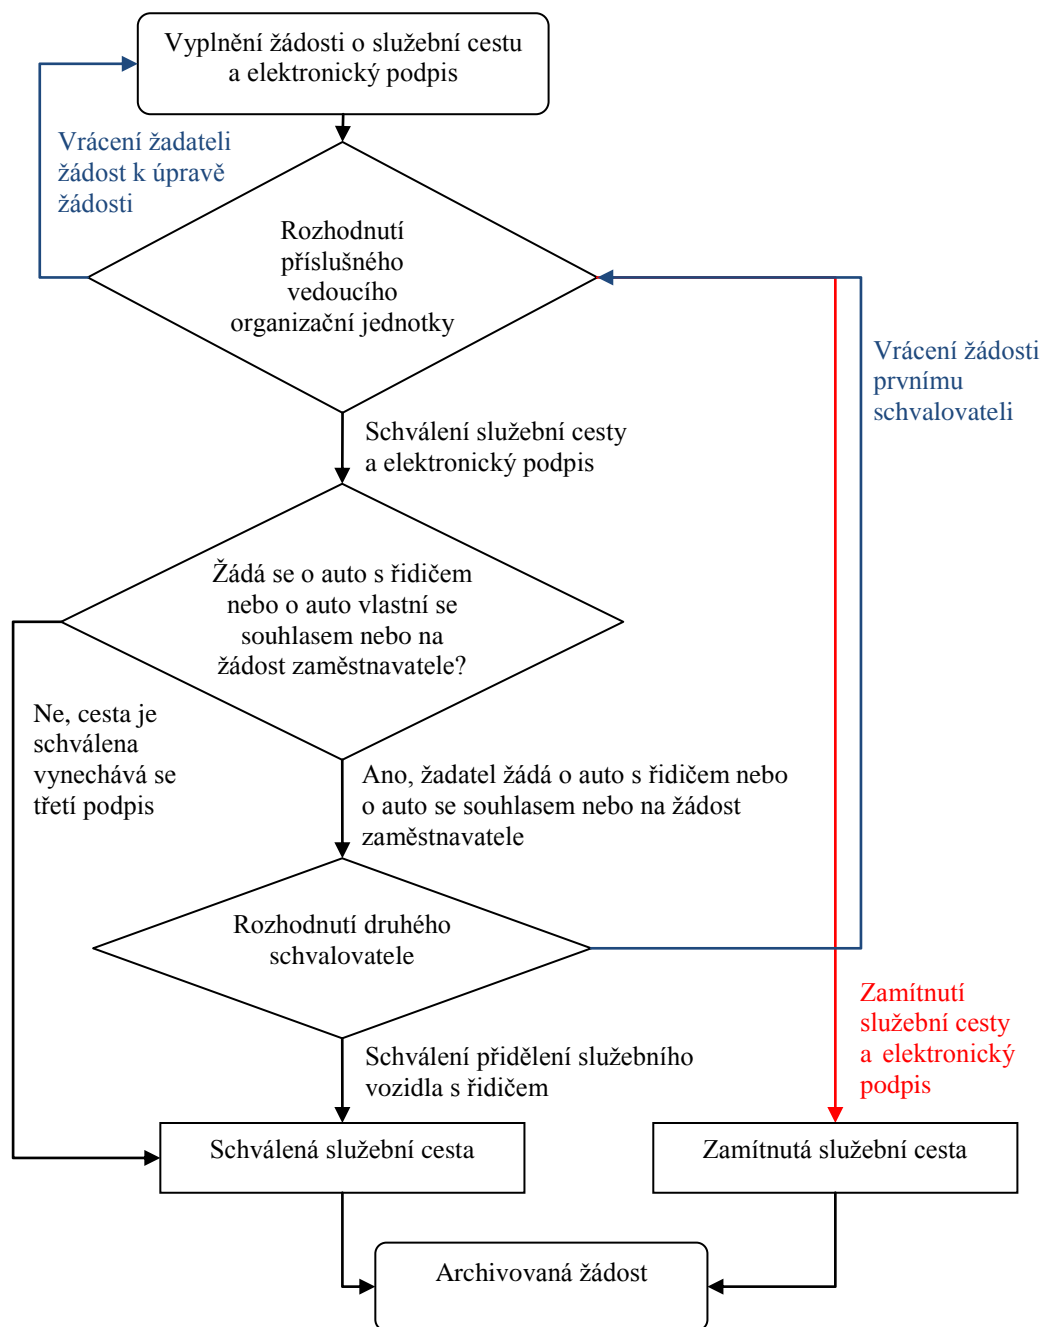 Vyplnění žádosti o služební cestu
a elektronický podpis
Vrácení žadateli
žádost k úpravě
žádosti
Rozhodnutí
příslušného
vedoucího
organizační jednotky
Vrácení žádosti
prvnímu
schvalovateli
Schválení služební cesty
a elektronický podpis
Žádá se o auto s řidičem
nebo o auto vlastní se
souhlasem nebo na
žádost zaměstnavatele?
Ne, cesta je
schválena
vynechává se
třetí podpis
Ano, žadatel žádá o auto s řidičem nebo
o auto se souhlasem nebo na žádost
zaměstnavatele
Rozhodnutí druhého
schvalovatele
Zamítnutí
služební cesty
a elektronický
podpis
Schválení přidělení služebního
vozidla s řidičem
Schválená služební cesta
Zamítnutá služební cesta
Archivovaná žádost